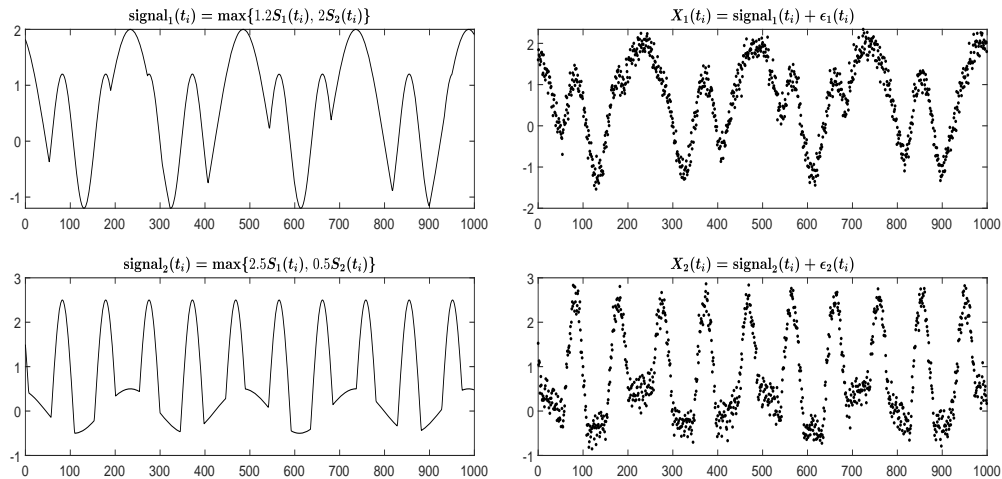 signal₁(tᵢ) = max{1.2S₁(tᵢ), 2S₂(tᵢ)}
2
1
0
-1
0 100 200 300 400 500 600 700 800 900 1000
X₁(tᵢ) = signal₁(tᵢ) + ϵ₁(tᵢ)
2
1
0
-1
-2
0 100 200 300 400 500 600 700 800 900 1000
signal₂(tᵢ) = max{2.5S₁(tᵢ), 0.5S₂(tᵢ)}
3
2
1
0
-1
0 100 200 300 400 500 600 700 800 900 1000
X₂(tᵢ) = signal₂(tᵢ) + ϵ₂(tᵢ)
3
2
1
0
-1
0 100 200 300 400 500 600 700 800 900 1000